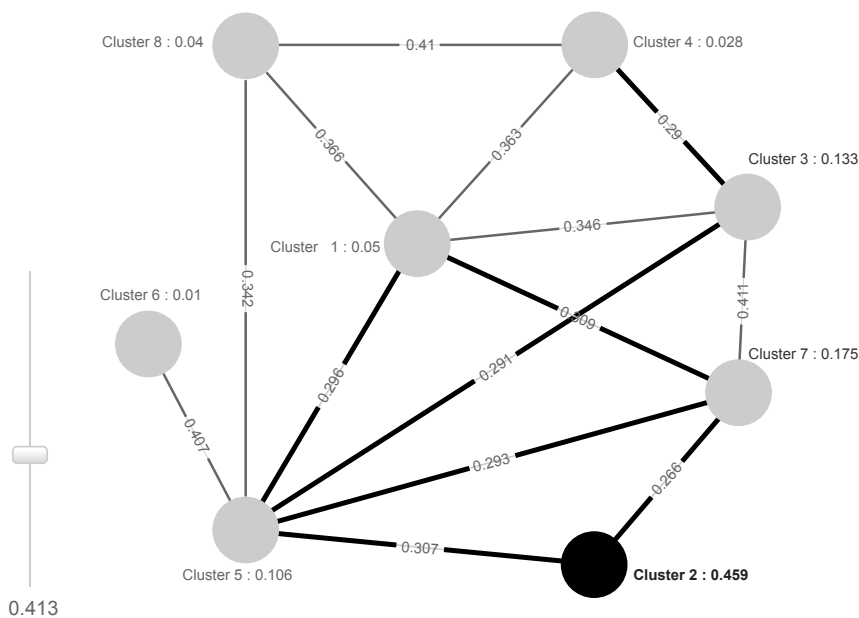 Cluster 8 : 0.04
0.41
Cluster 4 : 0.028
0.366
0.363
0.29
Cluster 3 : 0.133
0.346
Cluster 1 : 0.05
0.342
Cluster 6 : 0.01
0.411
0.309
Cluster 7 : 0.175
0.291
0.296
0.407
0.293
0.266
0.307
Cluster 5 : 0.106
Cluster 2 : 0.459
0.413